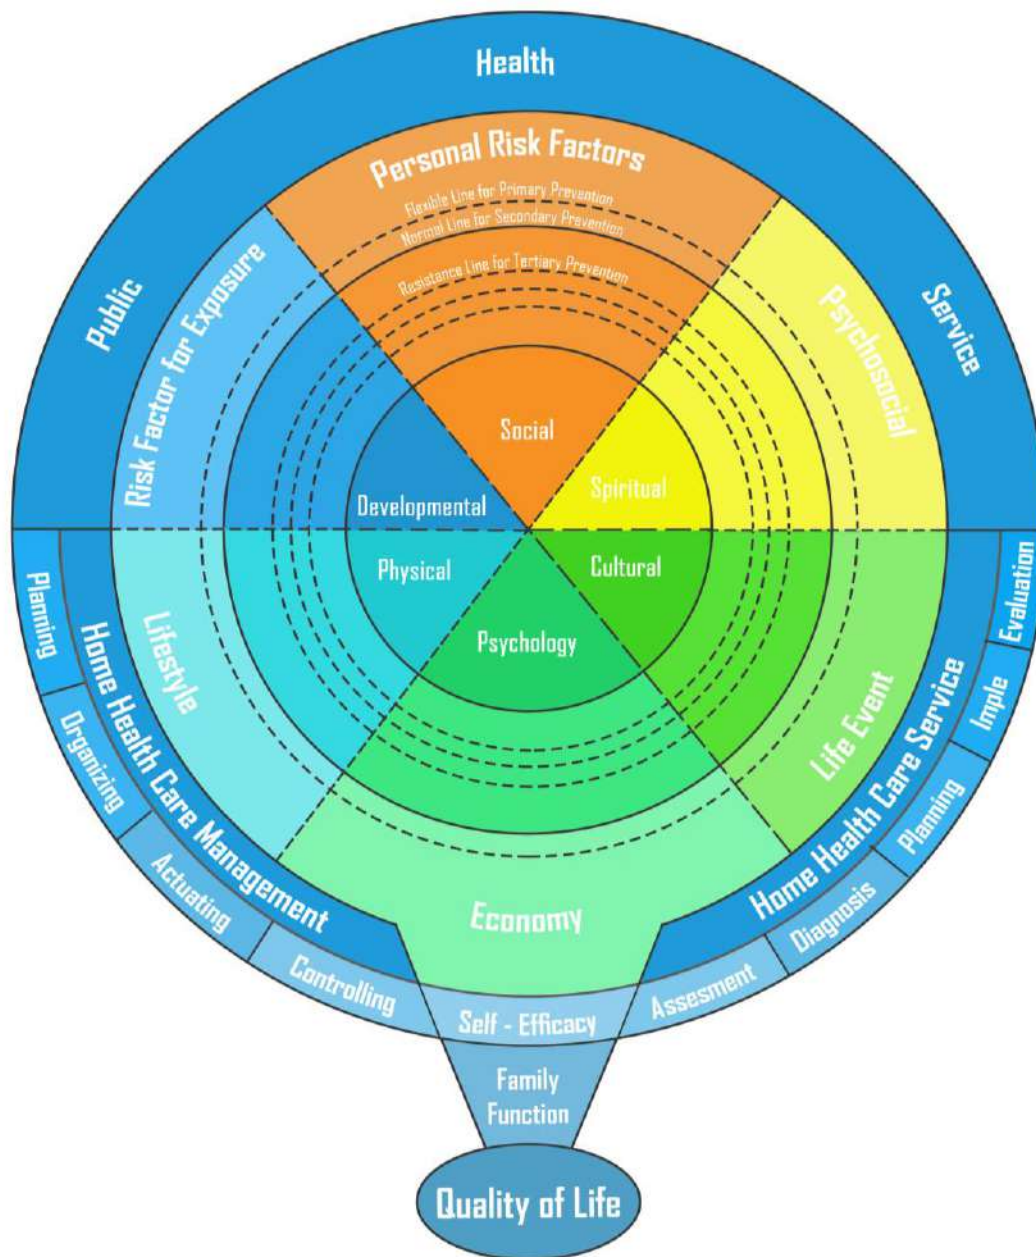 Health
Public
Service
Personal Risk Factors
Flexible Line for Primary Prevention
Normal Line for Secondary Prevention
Resistance Line for Tertiary Prevention
Risk Factor for Exposure
Psychosocial
Social
Developmental
Spiritual
Physical
Cultural
Psychology
Lifestyle
Life Event
Economy
Home Health Care Management
Planning
Organizing
Actuating
Controlling
Home Health Care Service
Evaluation
Imple
Planning
Diagnosis
Assesment
Self - Efficacy
Family
Function
Quality of Life